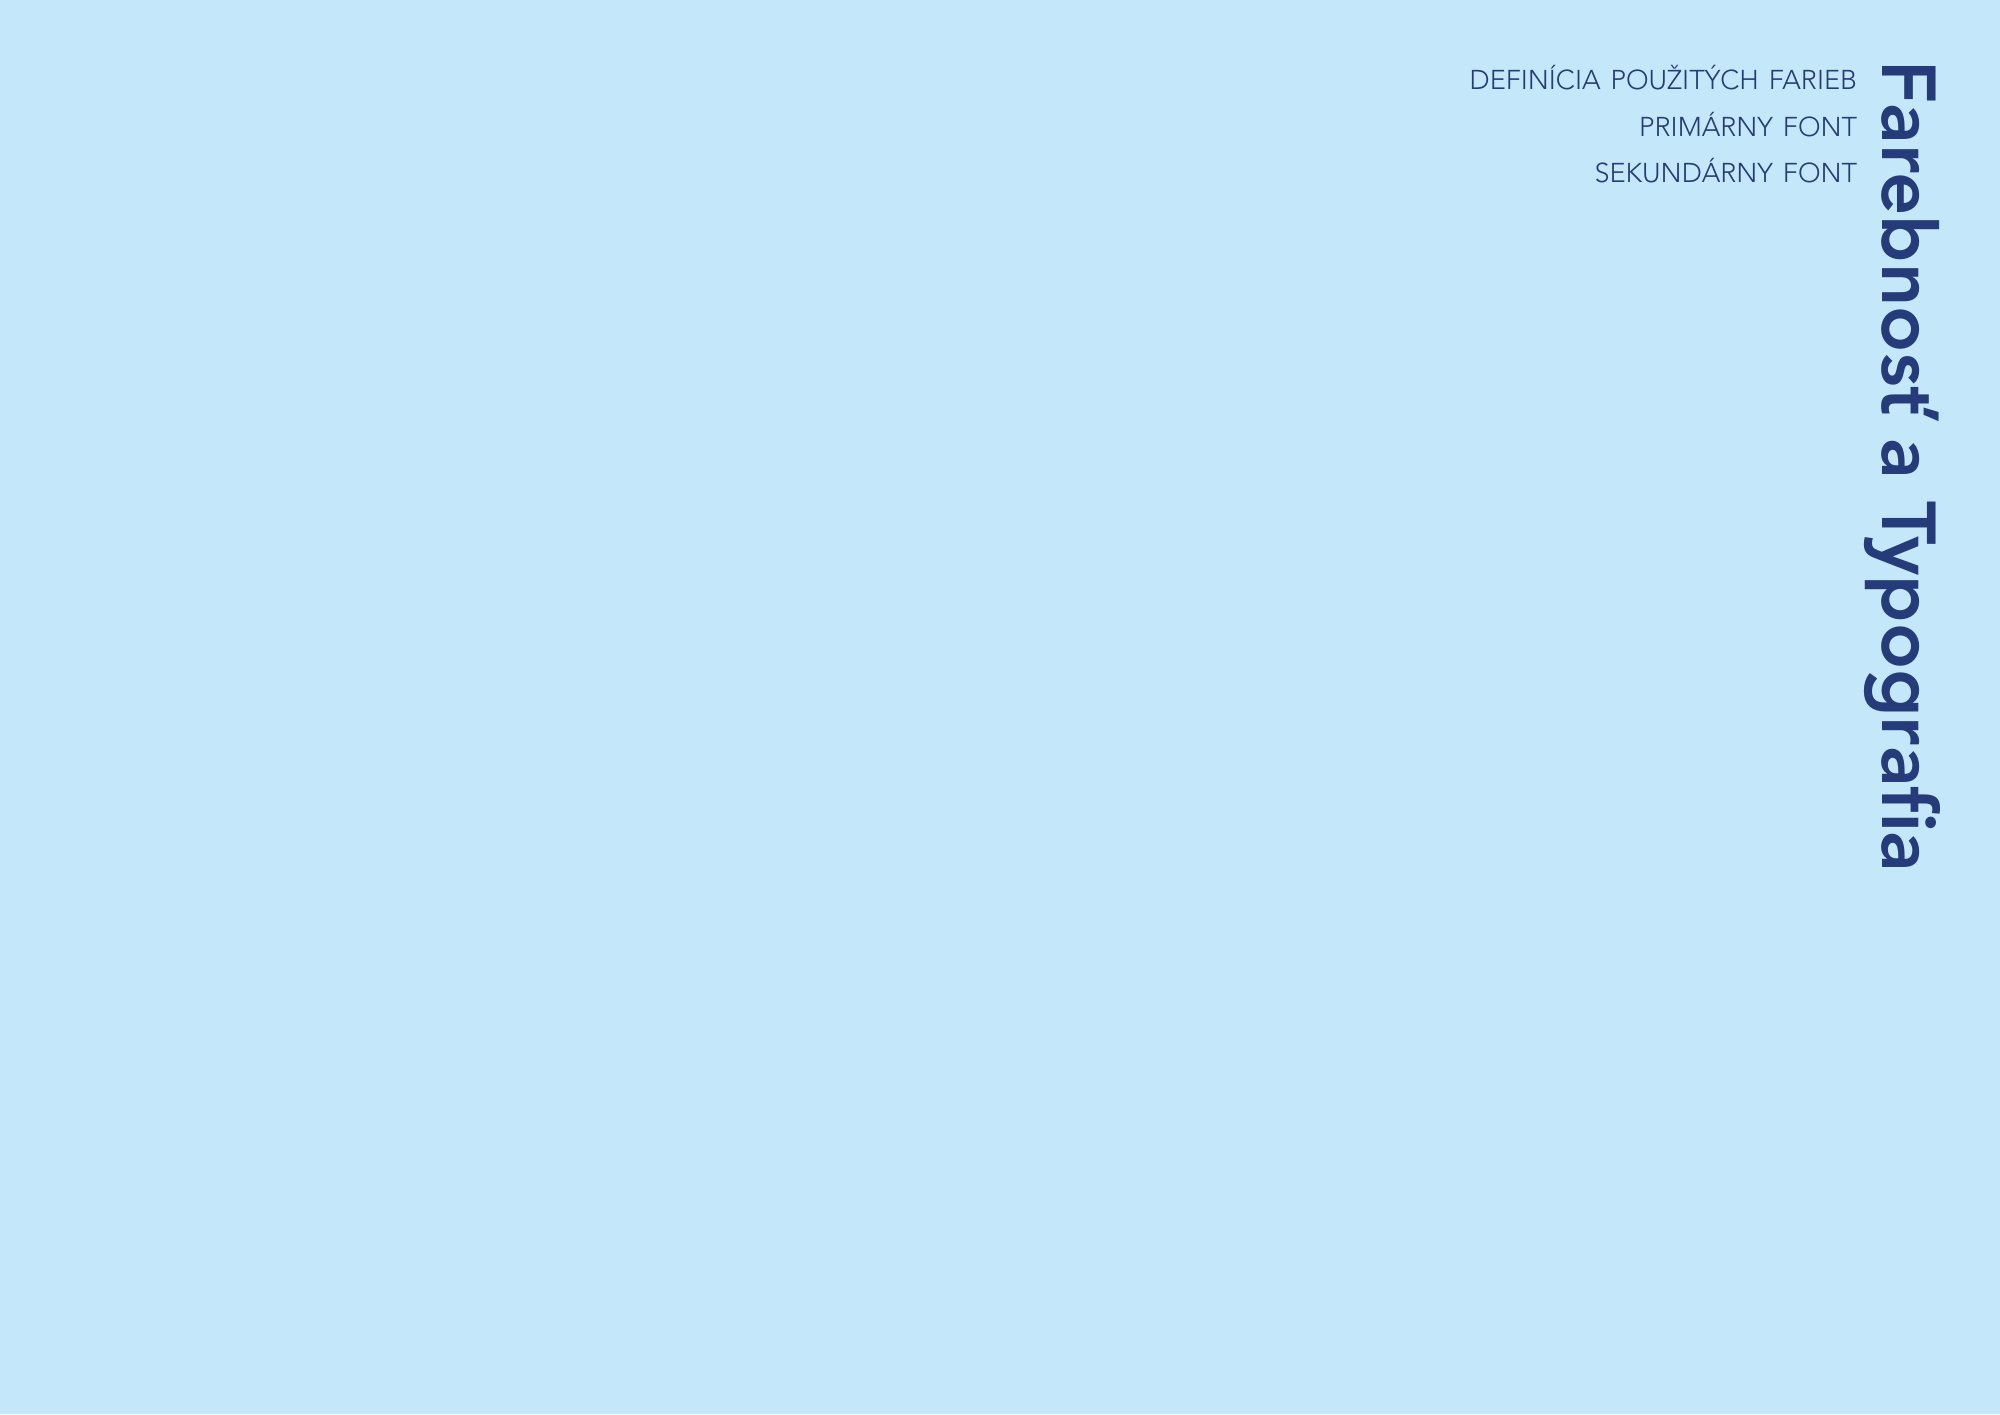 Farebnosť a Typografia
DEFINÍCIA POUŽITÝCH FARIEB
PRIMÁRNY FONT
SEKUNDÁRNY FONT